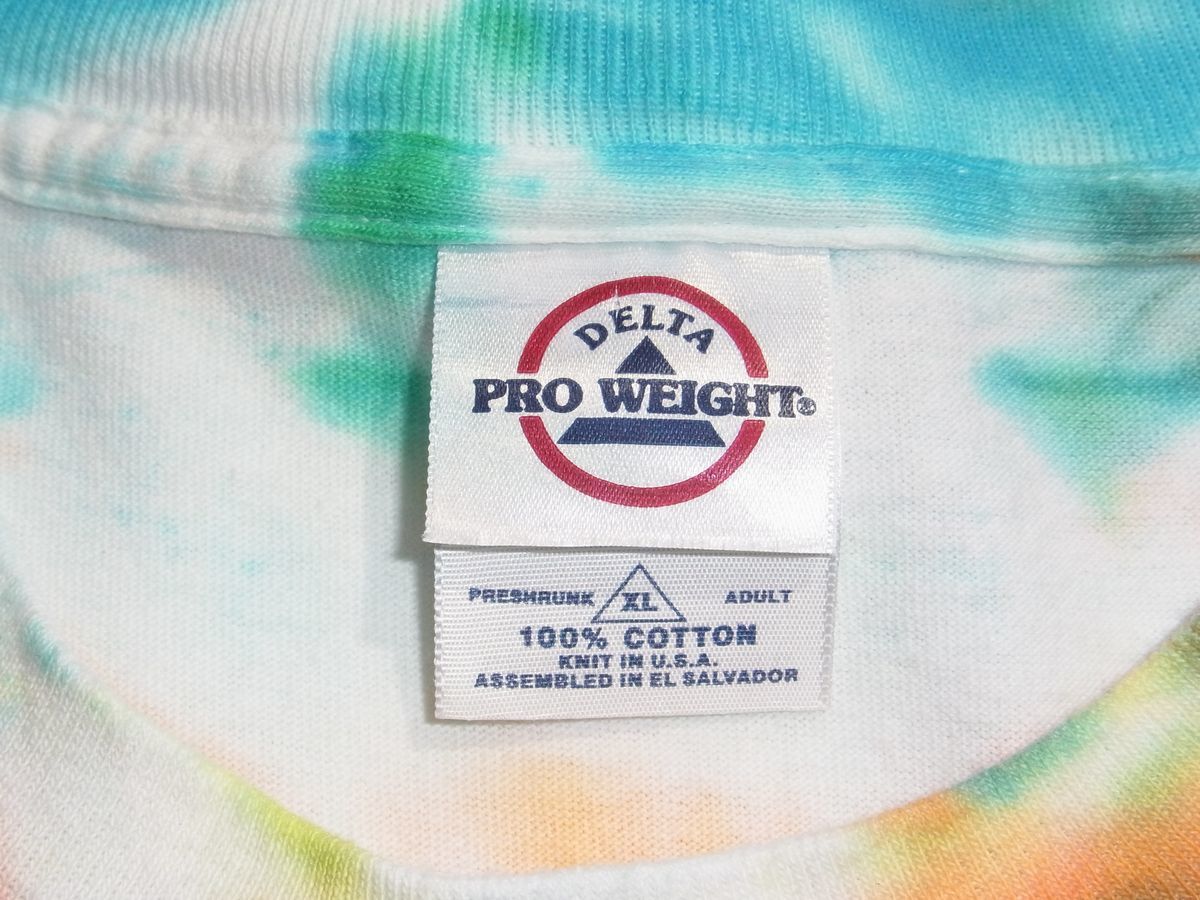 DELTA
PRO WEIGHT®
PRESHRUNK XL ADULT
100% COTTON
KNIT IN U.S.A.
ASSEMBLED IN EL SALVADOR